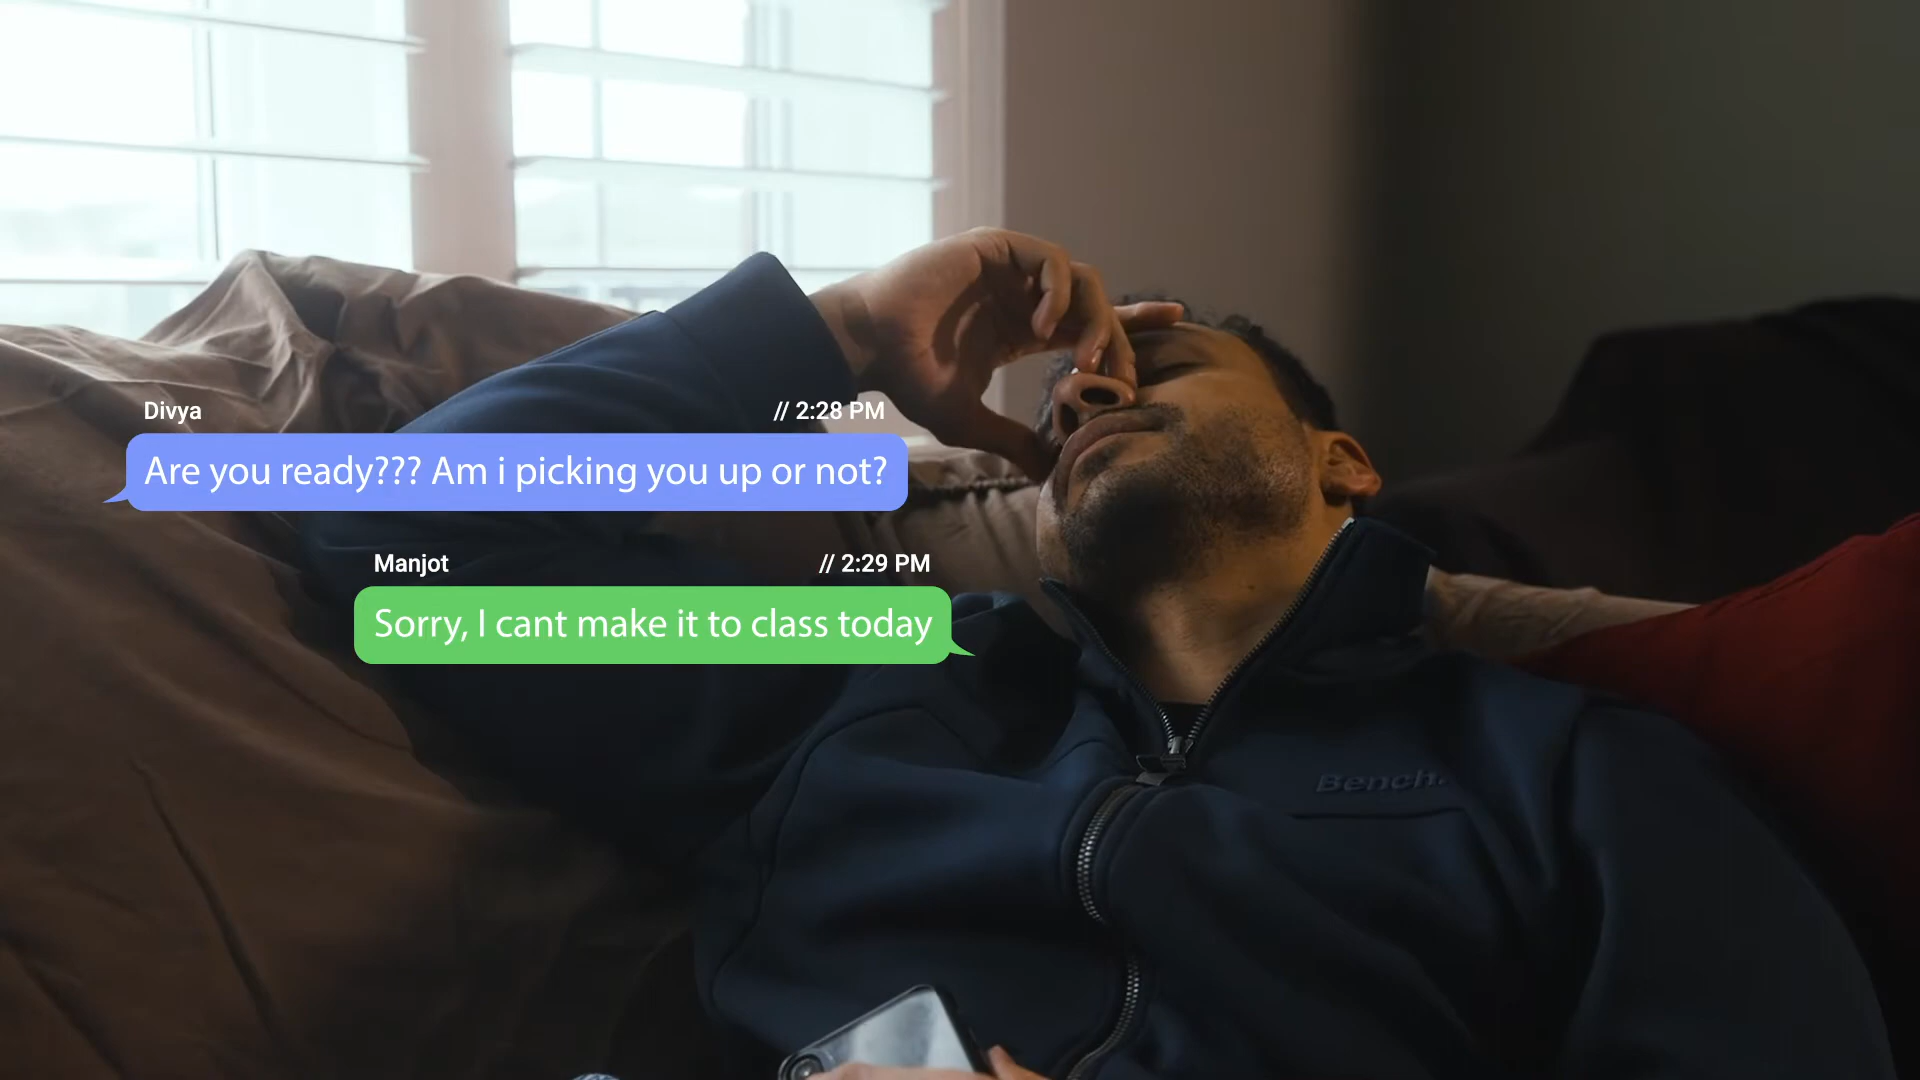 Divya // 2:28 PM
Are you ready??? Am i picking you up or not?
Manjot // 2:29 PM
Sorry, I cant make it to class today
Bench.